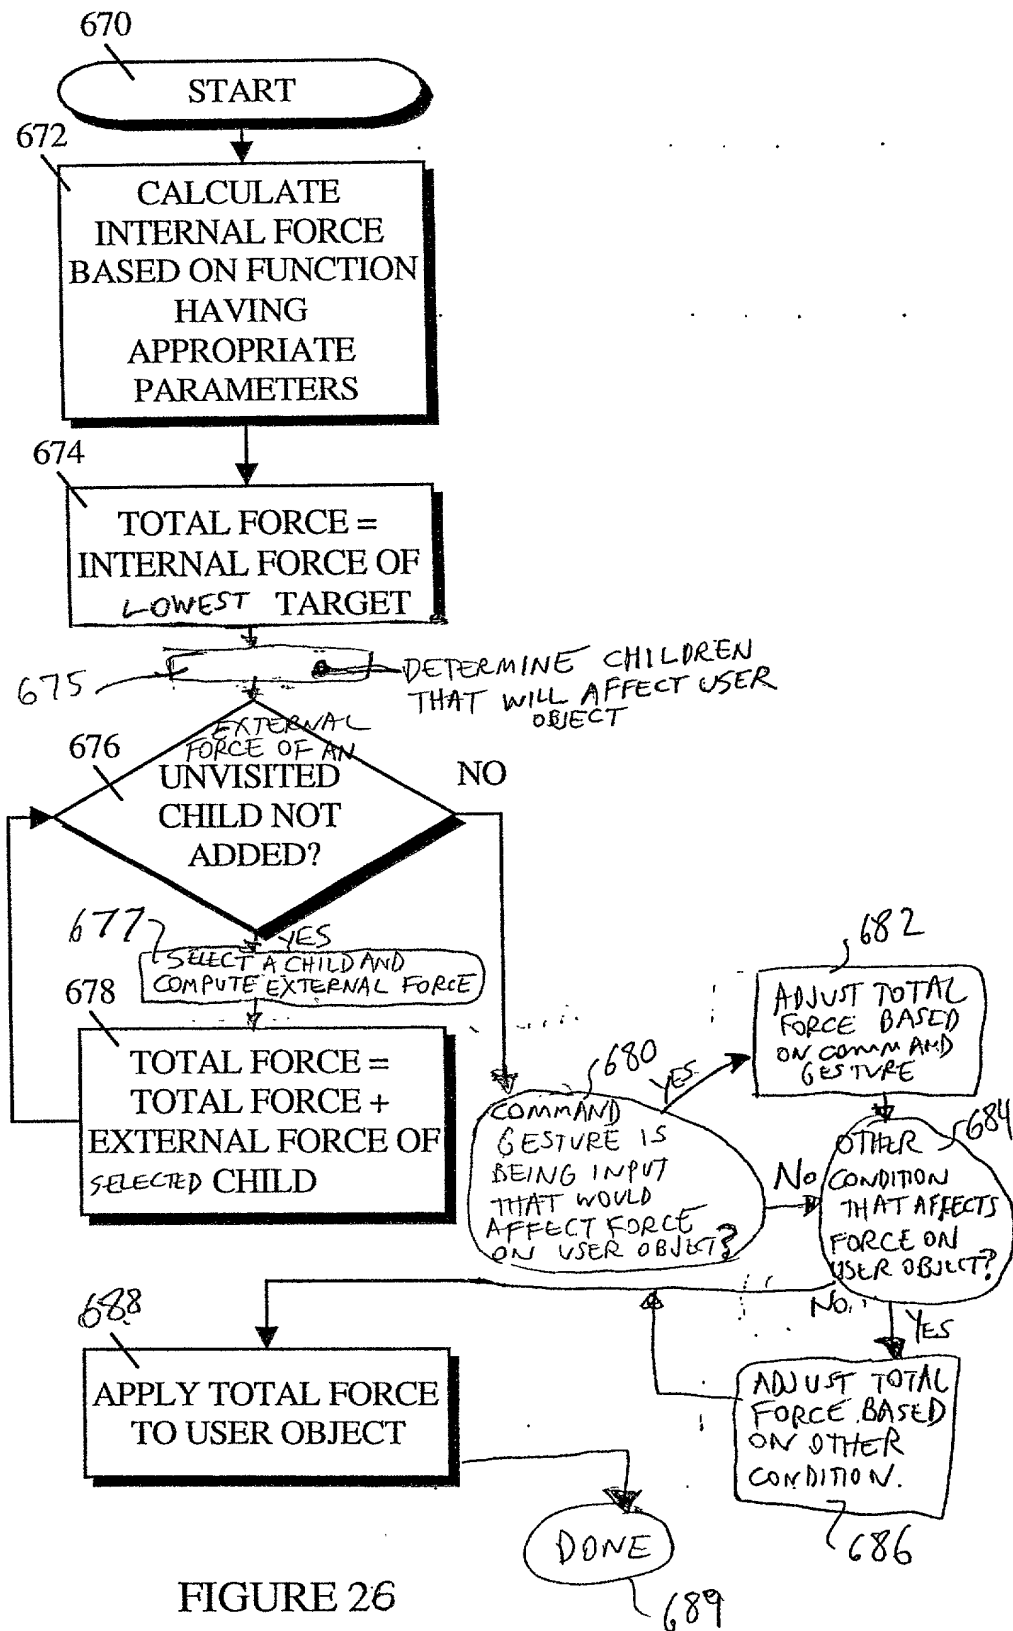 670
START
672
CALCULATE
INTERNAL FORCE
BASED ON FUNCTION
HAVING
APPROPRIATE
PARAMETERS
674
TOTAL FORCE =
INTERNAL FORCE OF
LOWEST TARGET
675
DETERMINE CHILDREN
THAT WILL AFFECT USER
OBJECT
676
EXTERNAL
FORCE OF AN
UNVISITED
CHILD NOT
ADDED?
NO
YES
677
SELECT A CHILD AND
COMPUTE EXTERNAL FORCE
678
TOTAL FORCE =
TOTAL FORCE +
EXTERNAL FORCE OF
SELECTED CHILD
680
COMMAND
GESTURE IS
BEING INPUT
THAT WOULD
AFFECT FORCE
ON USER OBJECT?
YES
NO
682
ADJUST TOTAL
FORCE BASED
ON COMMAND
GESTURE
684
OTHER
CONDITION
THAT AFFECTS
FORCE ON
USER OBJECT?
NO
YES
686
ADJUST TOTAL
FORCE BASED
ON OTHER
CONDITION.
688
APPLY TOTAL FORCE
TO USER OBJECT
DONE
689
FIGURE 26